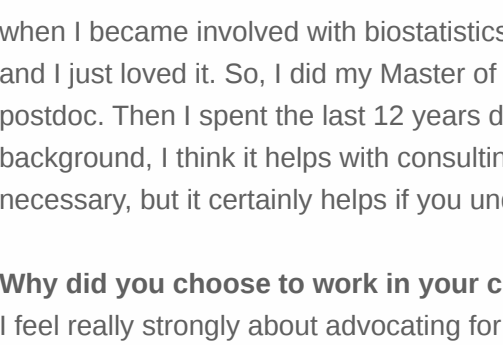 when I became involved with biostatistics
and I just loved it. So, I did my Master of
postdoc. Then I spent the last 12 years
background, I think it helps with
necessary, but it certainly helps if you
Why did you choose to work in your
I feel really strongly about advocating for